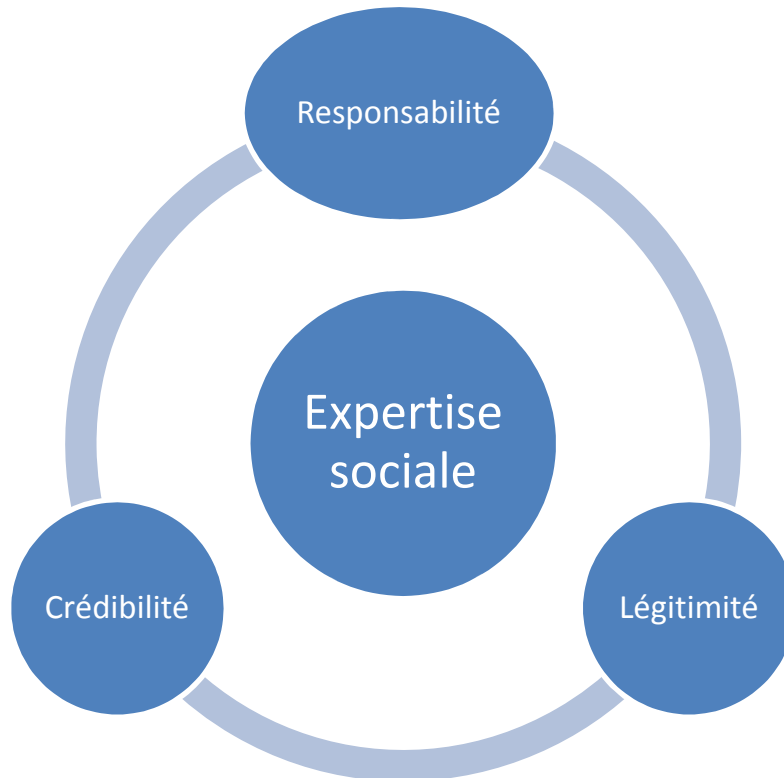 Responsabilité
Expertise
sociale
Crédibilité
Légitimité